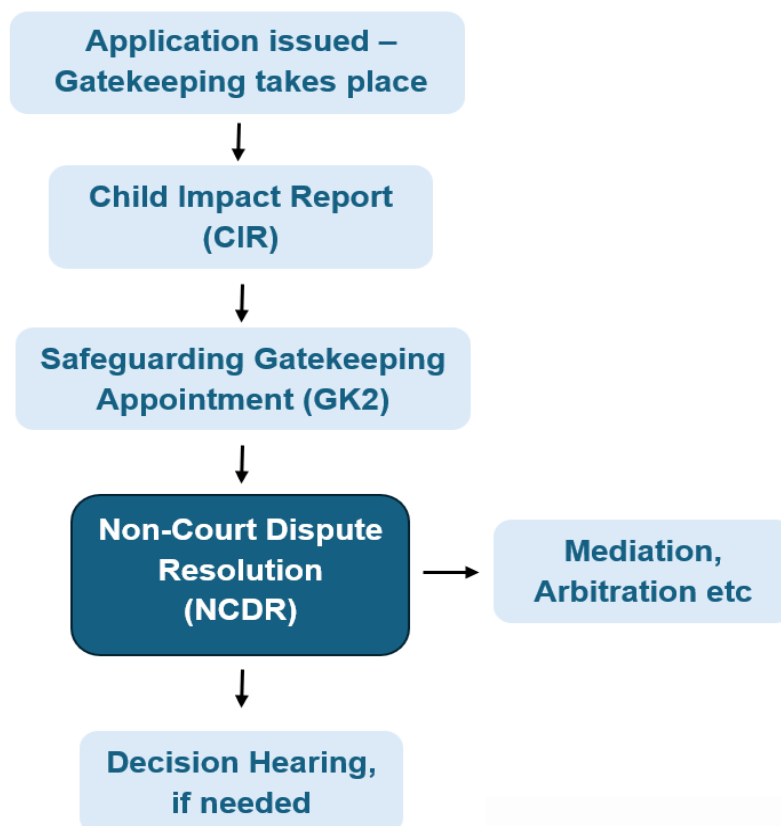 Application issued –
Gatekeeping takes place
Child Impact Report
(CIR)
Safeguarding Gatekeeping
Appointment (GK2)
Non-Court Dispute
Resolution
(NCDR)
Mediation,
Arbitration etc
Decision Hearing,
if needed